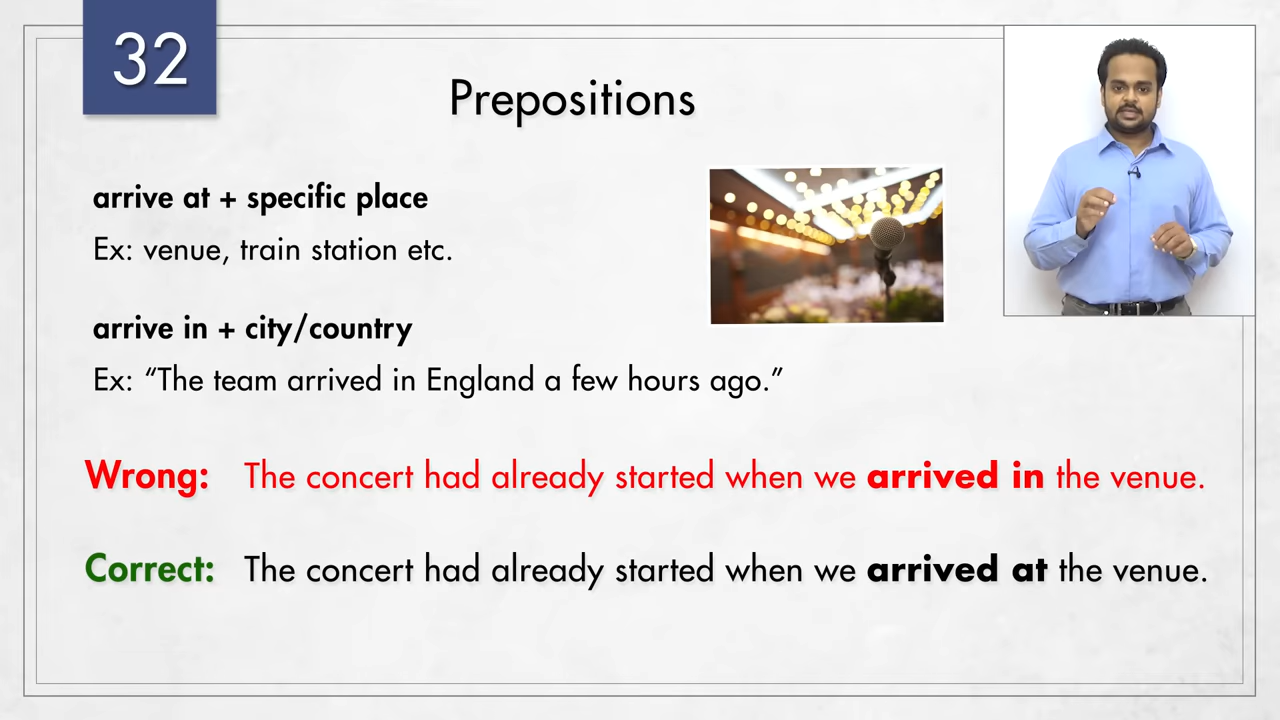 32
Prepositions
arrive at + specific place
Ex: venue, train station etc.
arrive in + city/country
Ex: “The team arrived in England a few hours ago.”
Wrong: The concert had already started when we arrived in the venue.
Correct: The concert had already started when we arrived at the venue.